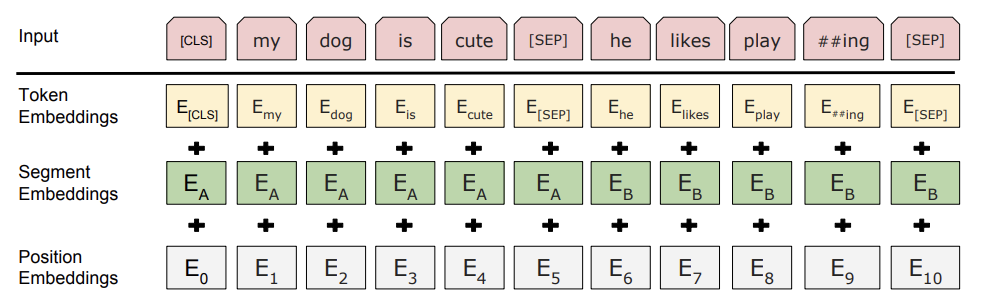 Input [CLS] my dog is cute [SEP] he likes play ##ing [SEP]
Token Embeddings E[CLS] Emy Edog Eis Ecute E[SEP] Ehe Elikes Eplay E##ing E[SEP]
+ + + + + + + + + + +
Segment Embeddings EA EA EA EA EA EA EB EB EB EB EB
+ + + + + + + + + + +
Position Embeddings E0 E1 E2 E3 E4 E5 E6 E7 E8 E9 E10